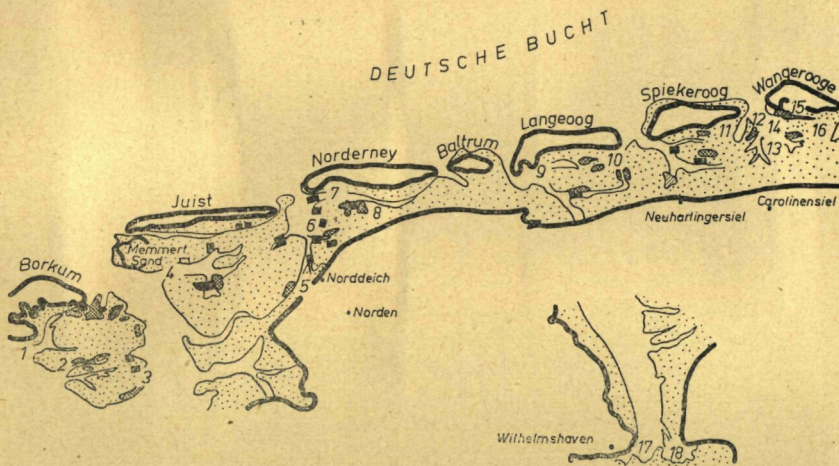 DEUTSCHE BUCHT
Wangerooge
Spiekeroog
Langeoog
Baltrum
Norderney
Juist
Borkum
Memmert
Sand
15
12
14
16
11
13
10
9
7
8
6
4
5
Neuharlingersiel
Carolinensiel
Norddeich
Norden
1
2
3
Wilhelmshaven
17
18